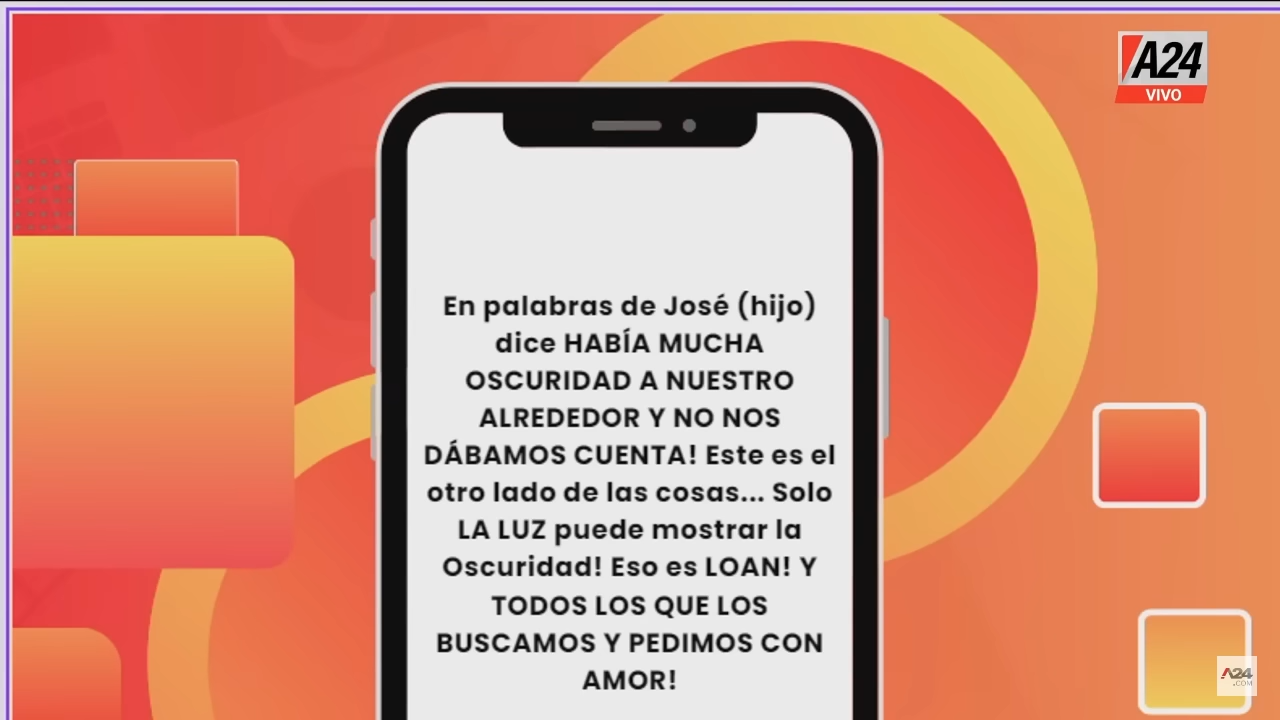 A24
VIVO
En palabras de José (hijo)
dice HABÍA MUCHA
OSCURIDAD A NUESTRO
ALREDEDOR Y NO NOS
DÁBAMOS CUENTA! Este es el
otro lado de las cosas... Solo
LA LUZ puede mostrar la
Oscuridad! Eso es LOAN! Y
TODOS LOS QUE LOS
BUSCAMOS Y PEDIMOS CON
AMOR!
A24
.COM